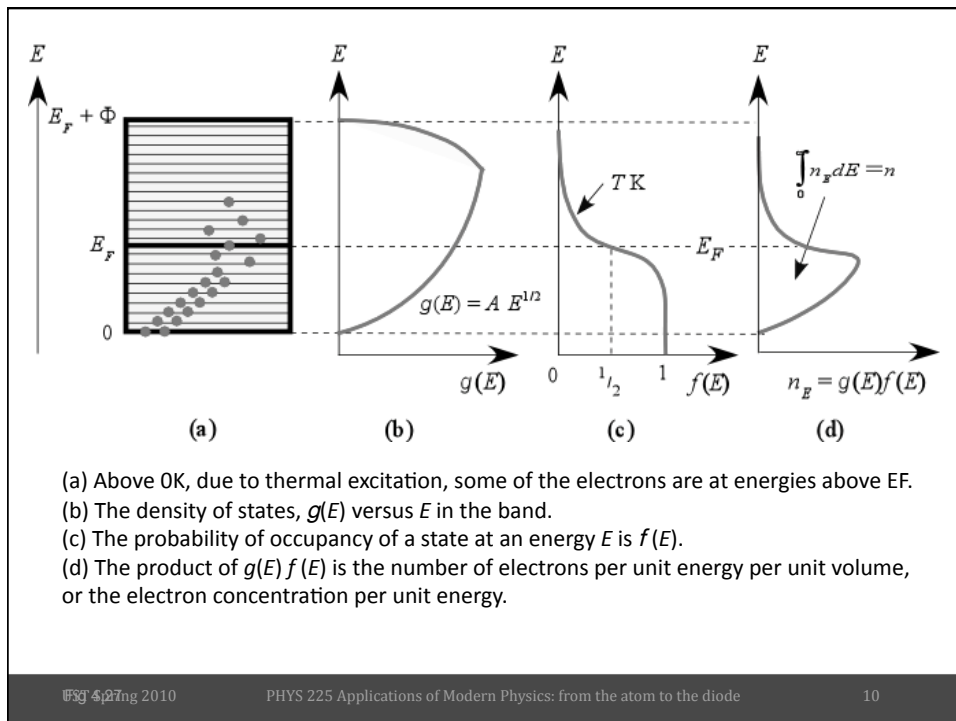 E
E
E
E
E_F + Φ
∫₀ n_E dE = n
T K
E_F
E_F
g(E) = A E^{1/2}
0
g(E)
0
1/2
1
f(E)
n_E = g(E)f(E)
(a)
(b)
(c)
(d)
(a) Above 0K, due to thermal excitation, some of the electrons are at energies above EF.
(b) The density of states, g(E) versus E in the band.
(c) The probability of occupancy of a state at an energy E is f (E).
(d) The product of g(E) f (E) is the number of electrons per unit energy per unit volume,
or the electron concentration per unit energy.
Spring 2010 PHYS 225 Applications of Modern Physics: from the atom to the diode 10